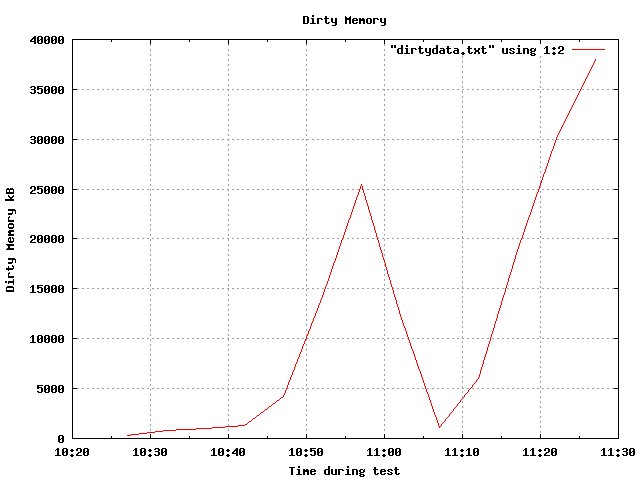 Dirty Memory
"dirtydata.txt" using 1:2
40000
35000
30000
25000
20000
15000
10000
5000
0
Dirty Memory kB
10:20 10:30 10:40 10:50 11:00 11:10 11:20 11:30
Time during test